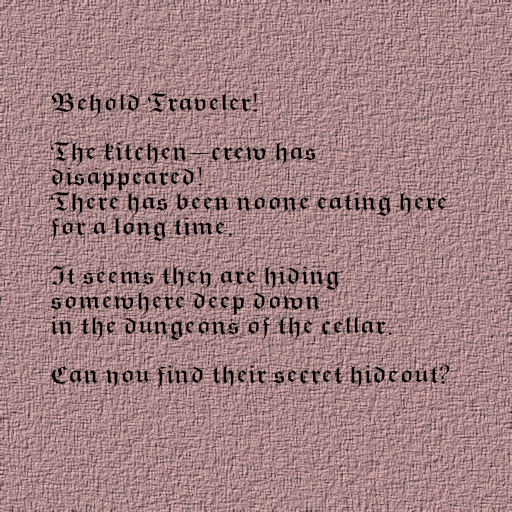 Behold Traveler!
The kitchen-crew has
disappeared!
There has been noone eating here
for a long time.
It seems they are hiding
somewhere deep down
in the dungeons of the cellar.
Can you find their secret hideout?